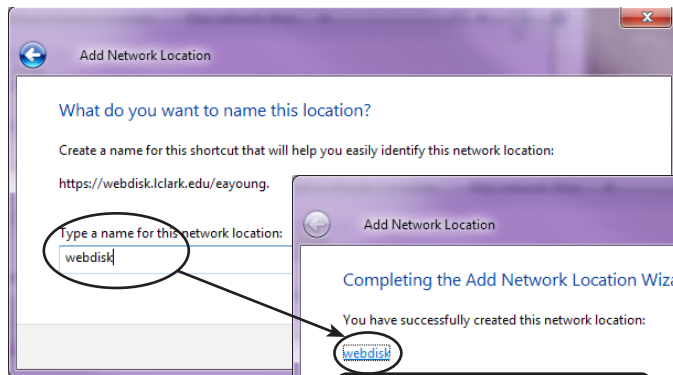 Add Network Location
What do you want to name this location?
Create a name for this shortcut that will help you easily identify this network location:
https://webdisk.lclark.edu/eayoung.
Type a name for this network location:
webdisk
Add Network Location
Completing the Add Network Location Wiza
You have successfully created this network location:
webdisk